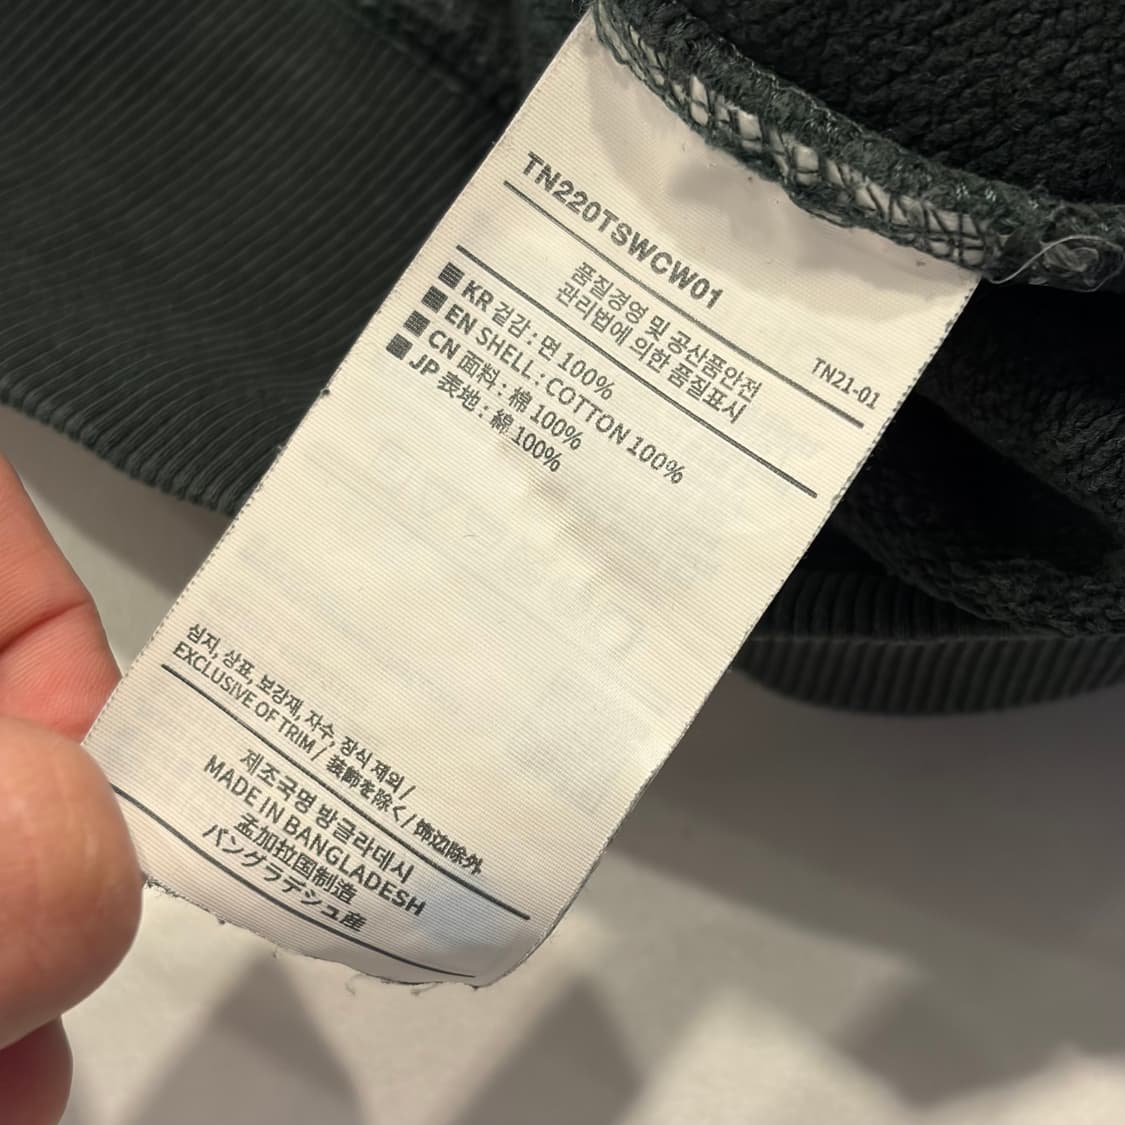 TN220TSWCW01
TN21-01
품질경영 및 공산품안전
관리법에 의한 품질표시
KR 겉감 : 면 100%
EN SHELL : COTTON 100%
CN 面料 : 棉 100%
JP 表地 : 綿 100%
심지, 상표, 보강재, 자수, 장식 제외 /
EXCLUSIVE OF TRIM / 装飾を除く / 饰边除外
제조국명 방글라데시
MADE IN BANGLADESH
孟加拉国制造
バングラデシュ産